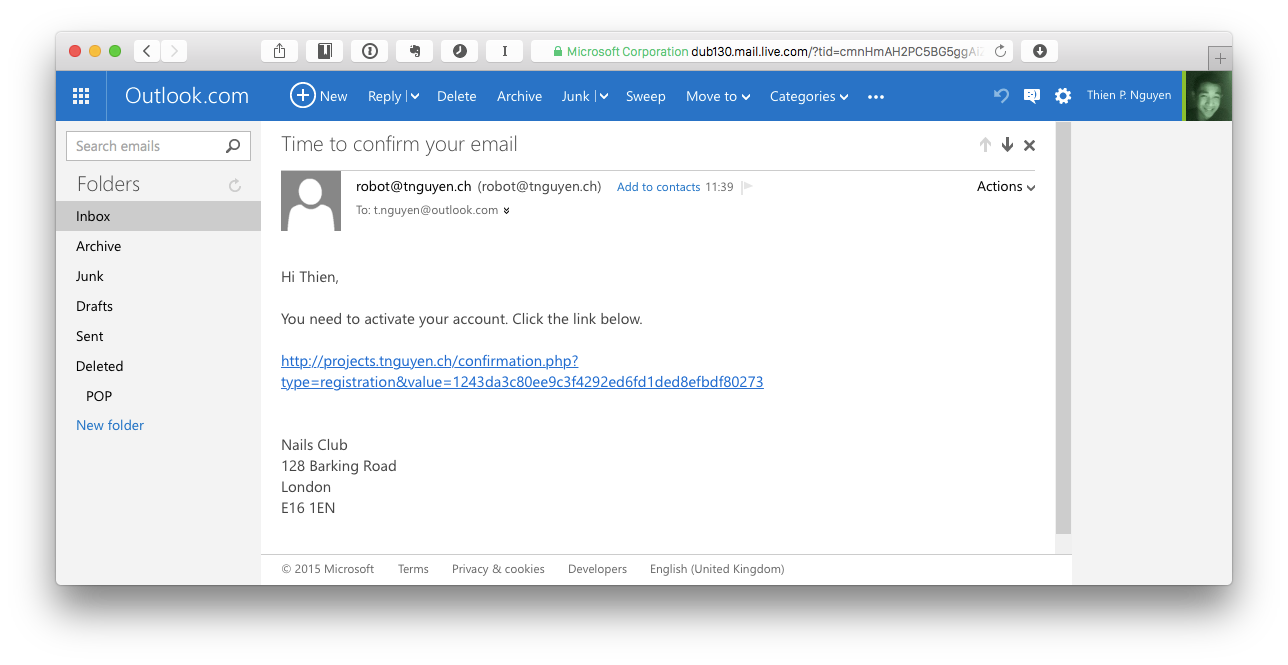 Microsoft Corporation dub130.mail.live.com/?tid=cmnHmAH2PC5BG5ggAi
Outlook.com
New Reply Delete Archive Junk Sweep Move to Categories
Thien P. Nguyen
Search emails
Folders
Inbox
Archive
Junk
Drafts
Sent
Deleted
POP
New folder
Time to confirm your email
robot@tnguyen.ch (robot@tnguyen.ch) Add to contacts 11:39
Actions
To: t.nguyen@outlook.com
Hi Thien,
You need to activate your account. Click the link below.
http://projects.tnguyen.ch/confirmation.php?
type=registration&value=1243da3c80ee9c3f4292ed6fd1ded8efbdf80273
Nails Club
128 Barking Road
London
E16 1EN
© 2015 Microsoft Terms Privacy & cookies Developers English (United Kingdom)